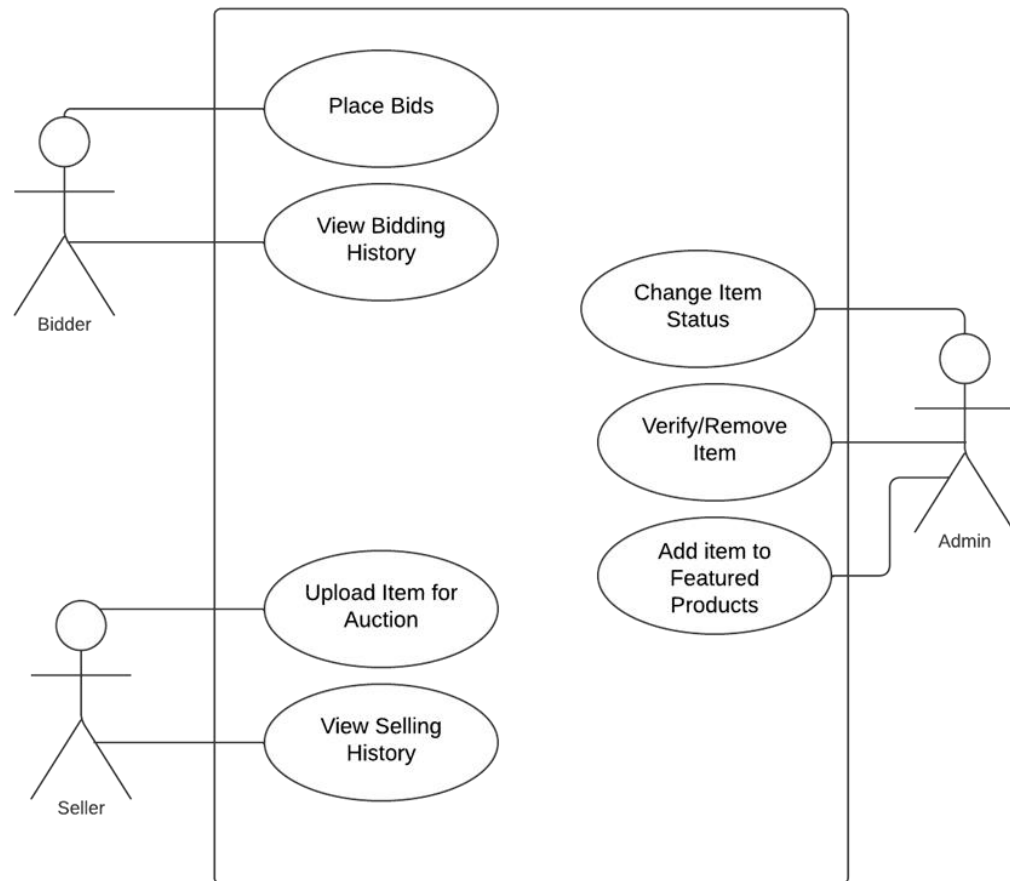 Place Bids
View Bidding
History
Bidder
Change Item
Status
Verify/Remove
Item
Add item to
Featured
Products
Admin
Upload Item for
Auction
View Selling
History
Seller